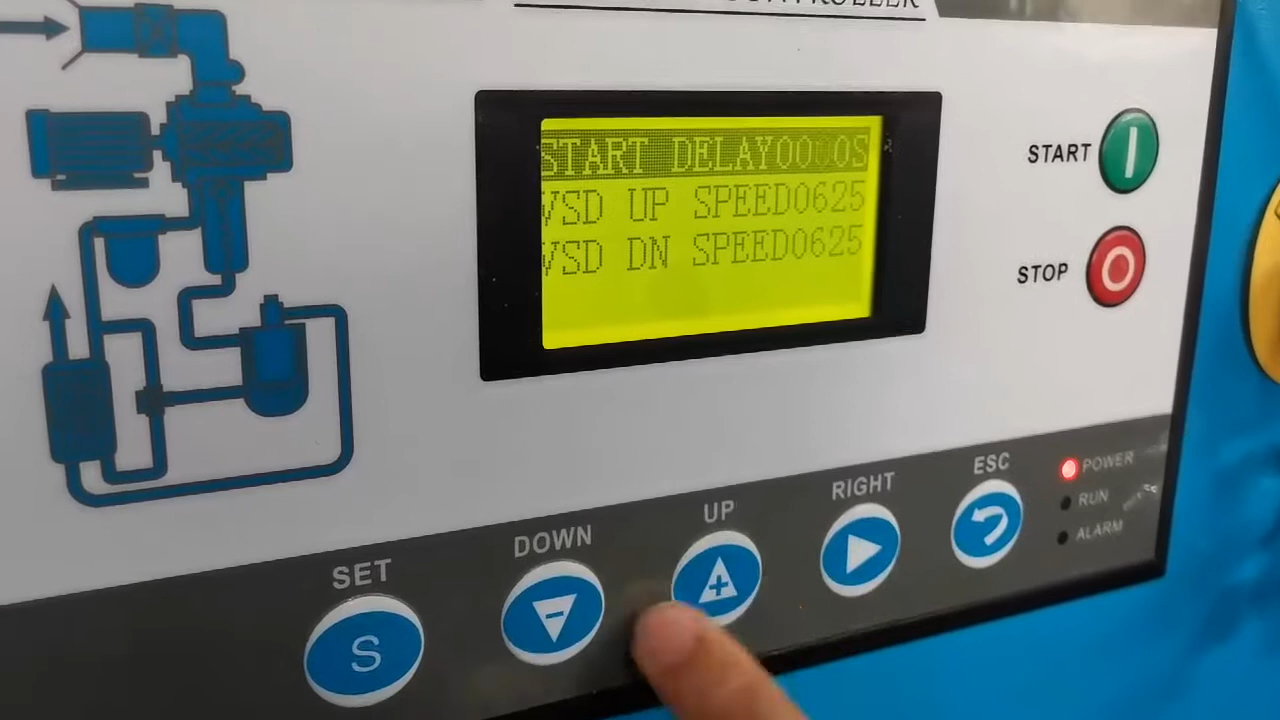 START DELAY0000S
VSD UP SPEED0625
VSD DN SPEED0625
START
STOP
SET
DOWN
UP
RIGHT
ESC
S
POWER
RUN
ALARM